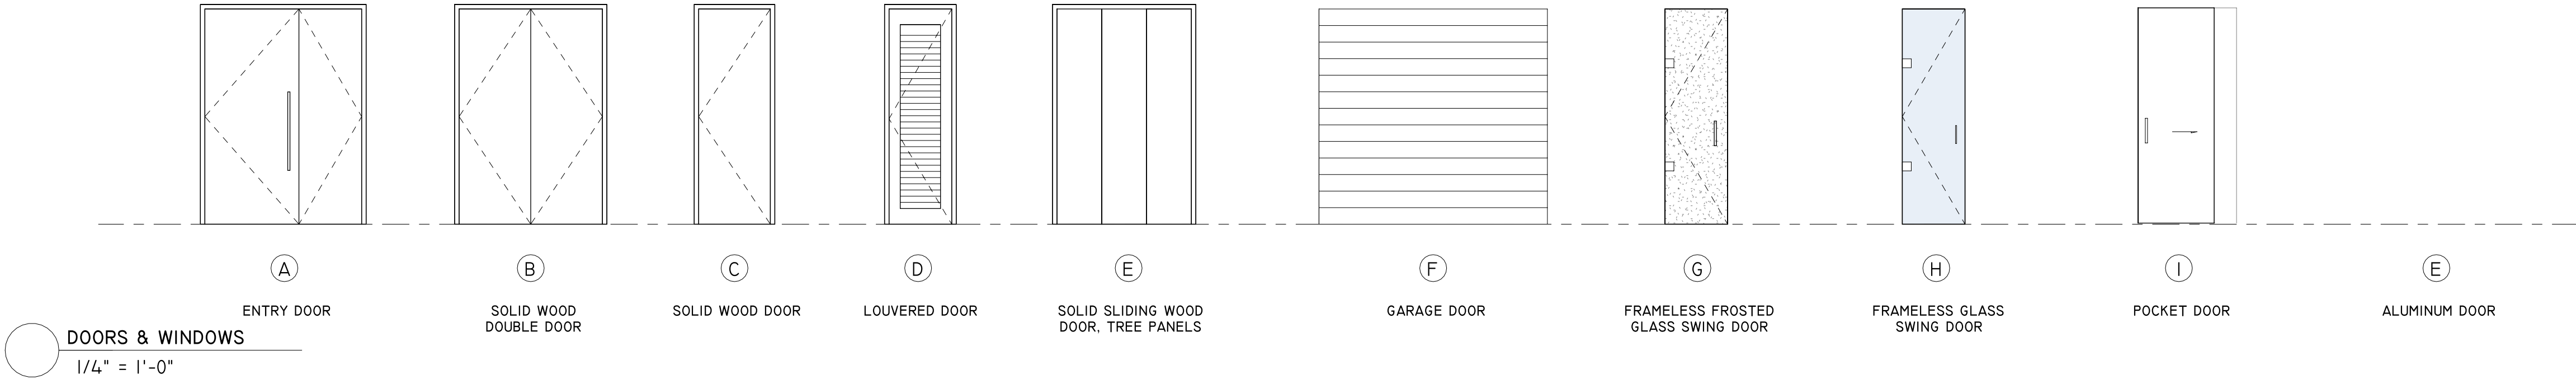 A
B
C
D
E
F
G
H
I
E
ENTRY DOOR
SOLID WOOD
DOUBLE DOOR
SOLID WOOD DOOR
LOUVERED DOOR
SOLID SLIDING WOOD
DOOR, TREE PANELS
GARAGE DOOR
FRAMELESS FROSTED
GLASS SWING DOOR
FRAMELESS GLASS
SWING DOOR
POCKET DOOR
ALUMINUM DOOR
DOORS & WINDOWS
1/4" = 1'-0"